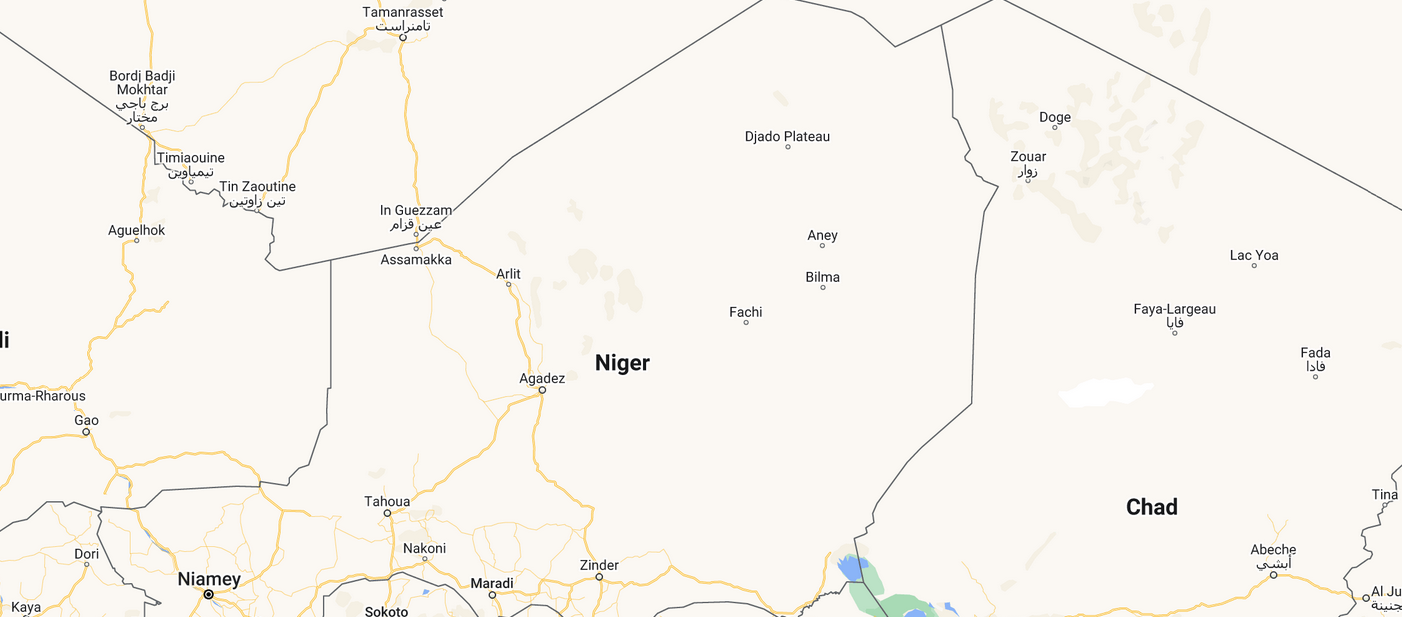 Tamanrasset
تامنراست
Bordj Badji
Mokhtar
برج باجي
مختار
Doge
Djado Plateau
Timiaouine
تيمياوين
Zouar
زوار
Tin Zaoutine
تين زاوتين
In Guezzam
عين قزام
Aguelhok
Aney
Assamakka
Lac Yoa
Arlit
Bilma
Fachi
Faya-Largeau
فايا
li
Niger
Fada
فادا
Agadez
urma-Rharous
Gao
Tahoua
Tina
Chad
Nakoni
Abeche
أبشي
Dori
Zinder
Niamey
Maradi
Al Ju
جنينة
Kaya
Sokoto